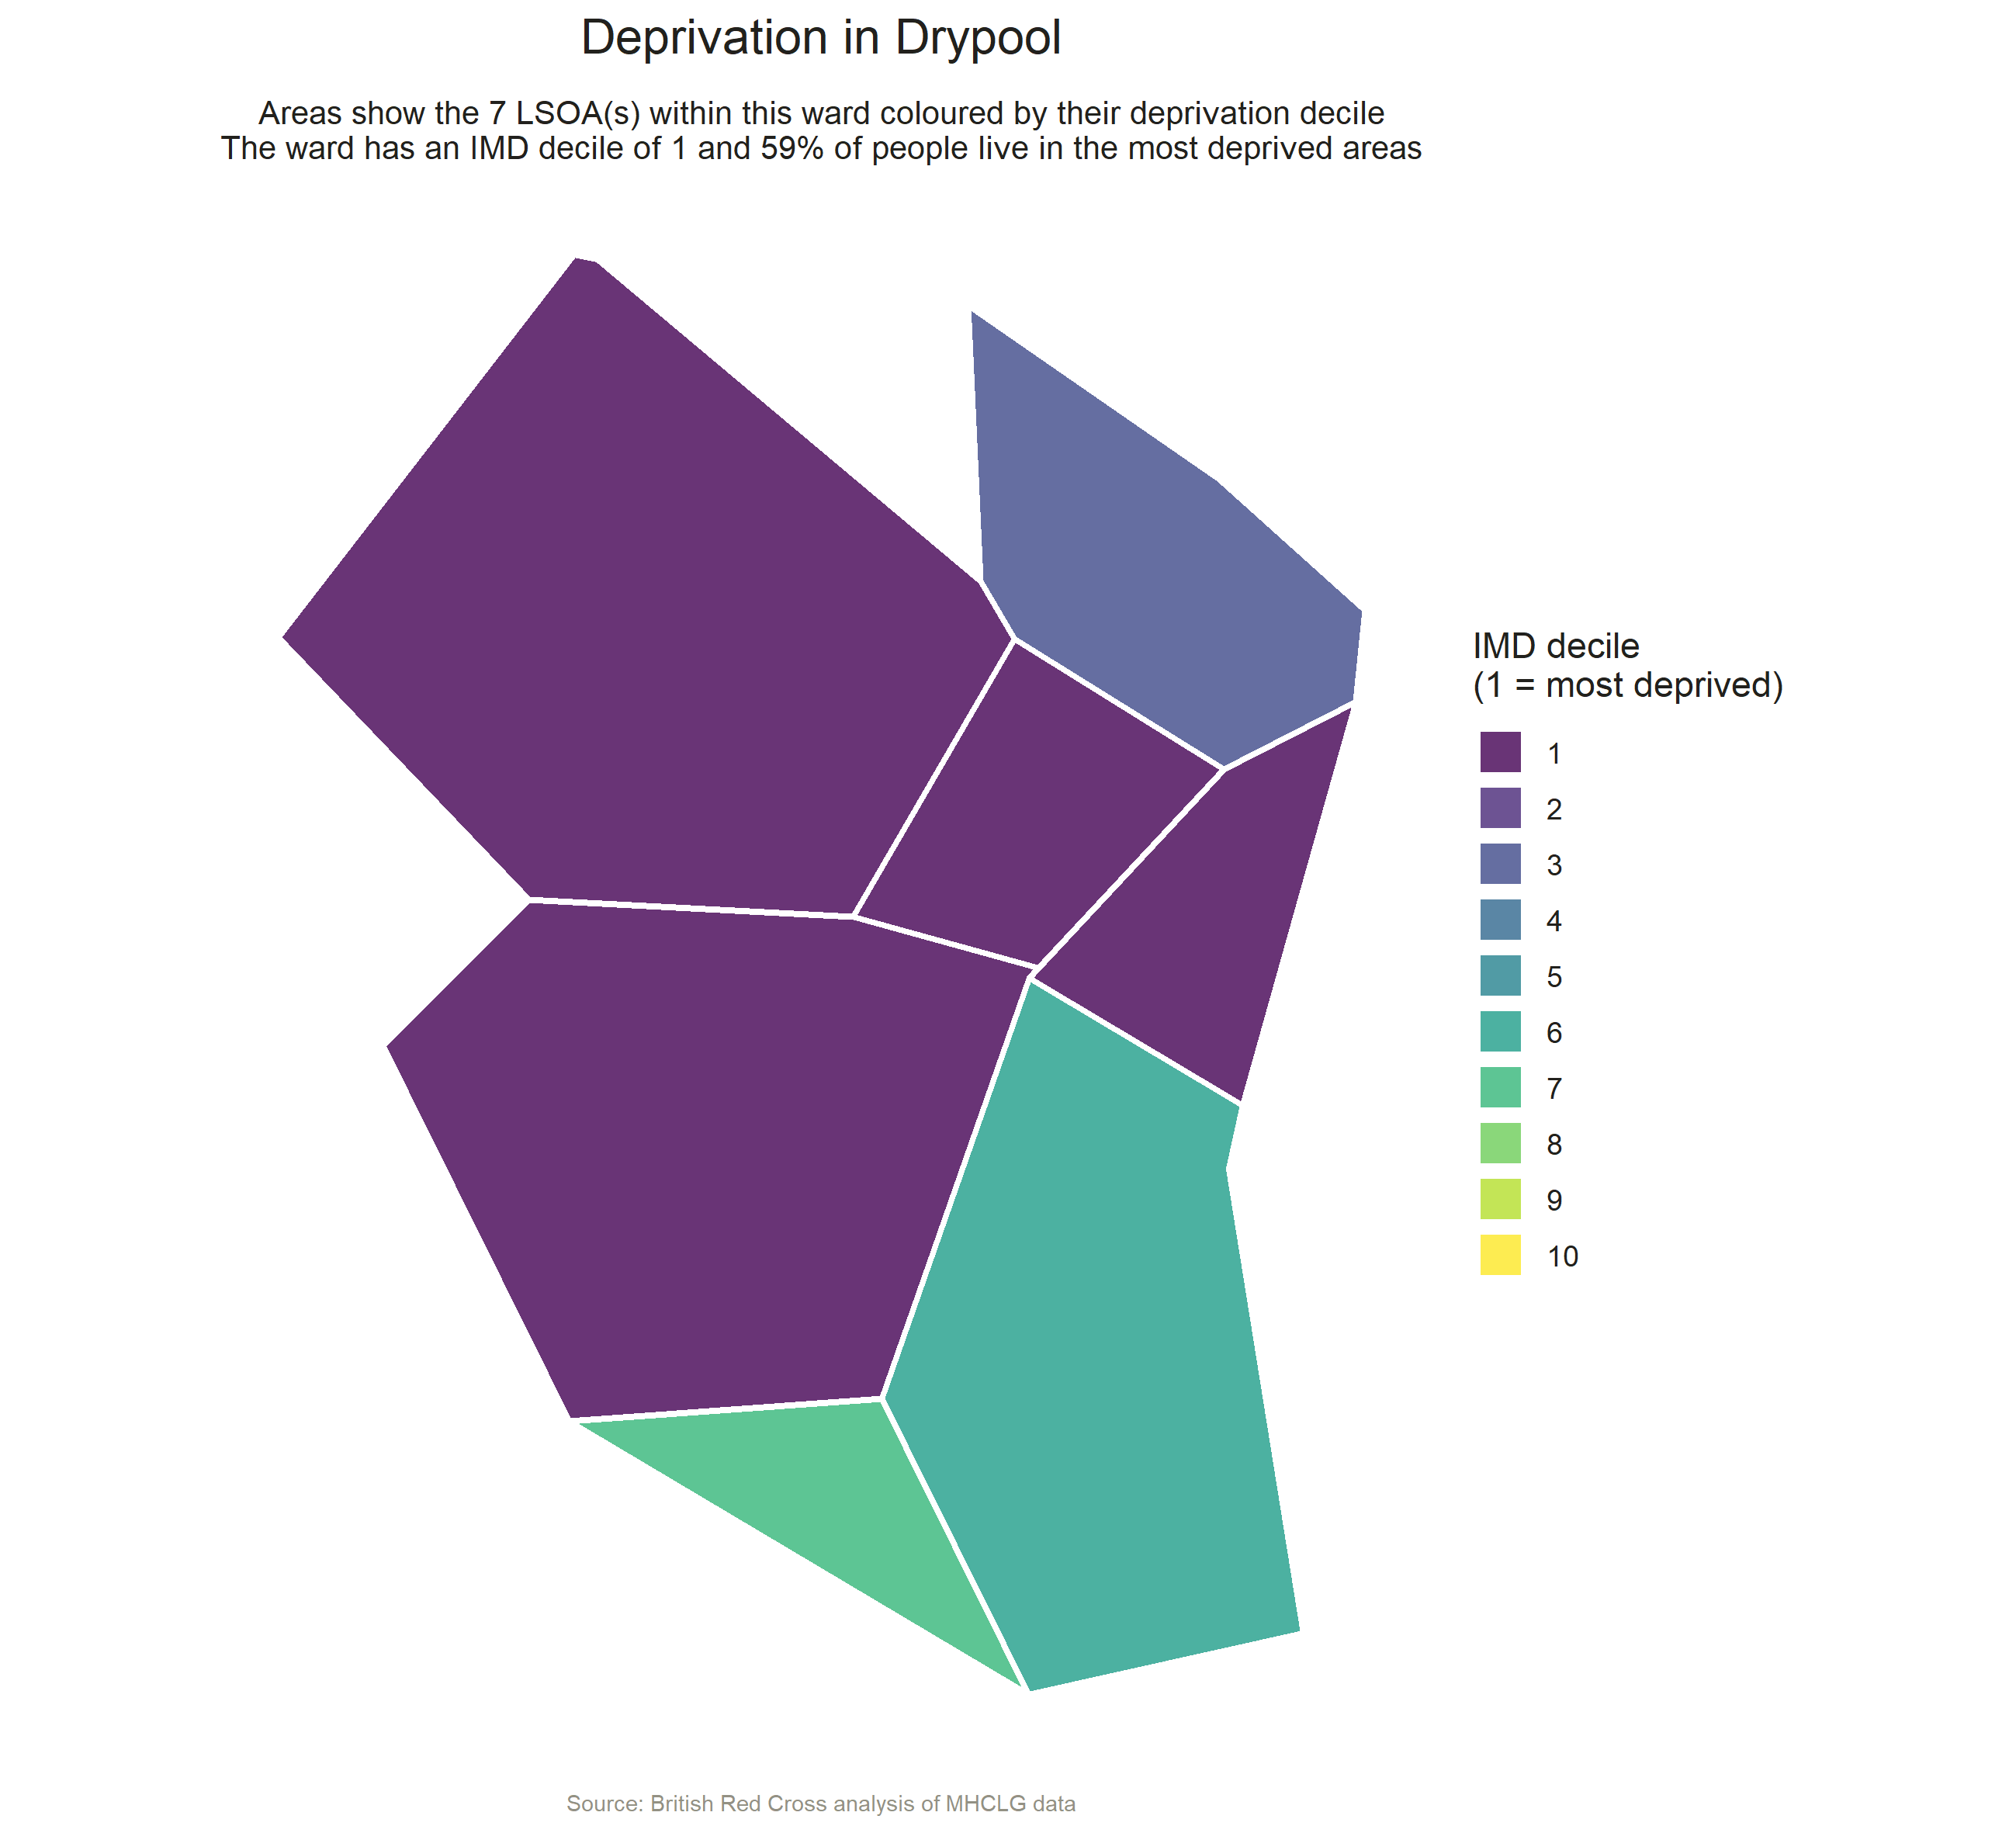 Deprivation in Drypool
Areas show the 7 LSOA(s) within this ward coloured by their deprivation decile
The ward has an IMD decile of 1 and 59% of people live in the most deprived areas
IMD decile
(1 = most deprived)
1
2
3
4
5
6
7
8
9
10
Source: British Red Cross analysis of MHCLG data